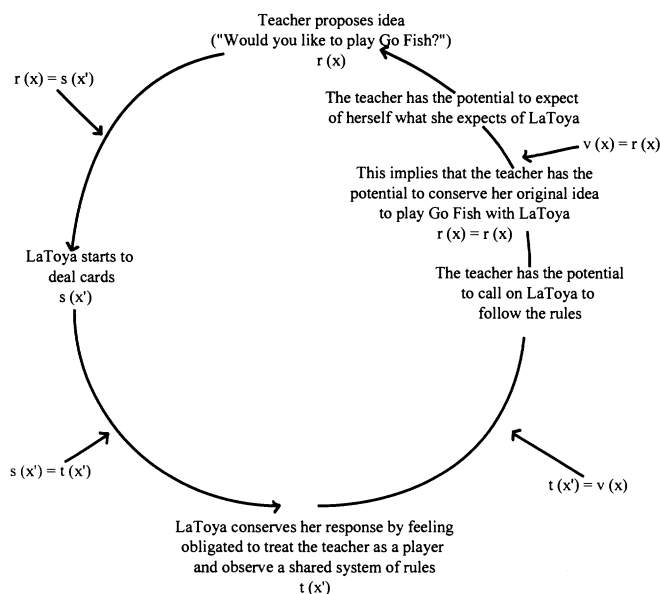 Teacher proposes idea
("Would you like to play Go Fish?")
r (x)
r (x) = s (x')
The teacher has the potential to expect
of herself what she expects of LaToya
v (x) = r (x)
This implies that the teacher has the
potential to conserve her original idea
to play Go Fish with LaToya
r (x) = r (x)
LaToya starts to
deal cards
s (x')
The teacher has the potential
to call on LaToya to
follow the rules
s (x') = t (x')
t (x') = v (x)
LaToya conserves her response by feeling
obligated to treat the teacher as a player
and observe a shared system of rules
t (x')